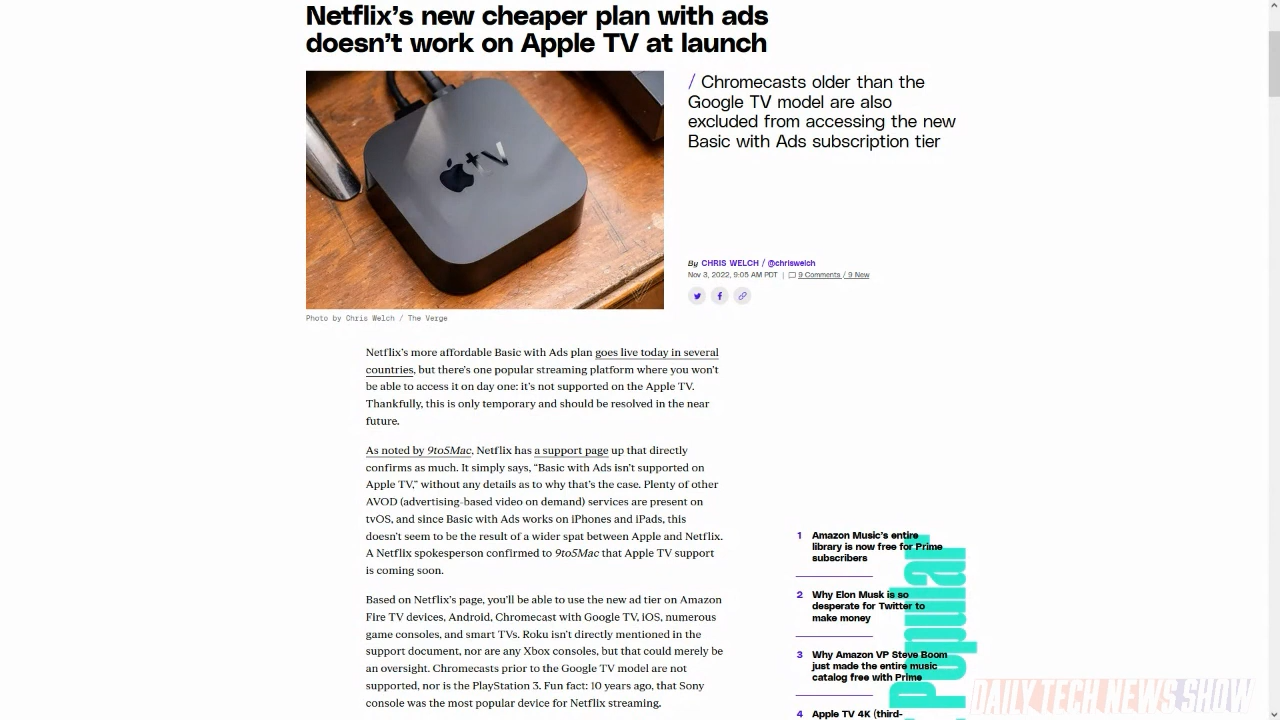 Netflix’s new cheaper plan with ads
doesn’t work on Apple TV at launch
/ Chromecasts older than the
Google TV model are also
excluded from accessing the new
Basic with Ads subscription tier
tv
By CHRIS WELCH / @chriswelch
Nov 3, 2022, 9:05 AM PDT | 9 Comments / 9 New
Photo by Chris Welch / The Verge
Netflix’s more affordable Basic with Ads plan goes live today in several
countries, but there’s one popular streaming platform where you won’t
be able to access it on day one: it’s not supported on the Apple TV.
Thankfully, this is only temporary and should be resolved in the near
future.
As noted by 9to5Mac, Netflix has a support page up that directly
confirms as much. It simply says, “Basic with Ads isn’t supported on
Apple TV,” without any details as to why that’s the case. Plenty of other
AVOD (advertising-based video on demand) services are present on
tvOS, and since Basic with Ads works on iPhones and iPads, this
doesn’t seem to be the result of a wider spat between Apple and Netflix.
A Netflix spokesperson confirmed to 9to5Mac that Apple TV support
is coming soon.
Based on Netflix’s page, you’ll be able to use the new ad tier on Amazon
Fire TV devices, Android, Chromecast with Google TV, iOS, numerous
game consoles, and smart TVs. Roku isn’t directly mentioned in the
support document, nor are any Xbox consoles, but that could merely be
an oversight. Chromecasts prior to the Google TV model are not
supported, nor is the PlayStation 3. Fun fact: 10 years ago, that Sony
console was the most popular device for Netflix streaming.
Popular
1 Amazon Music’s entire
library is now free for Prime
subscribers
2 Why Elon Musk is so
desperate for Twitter to
make money
3 Why Amazon VP Steve Boom
just made the entire music
catalog free with Prime
4 Apple TV 4K (third-
DAILY TECH NEWS SHOW